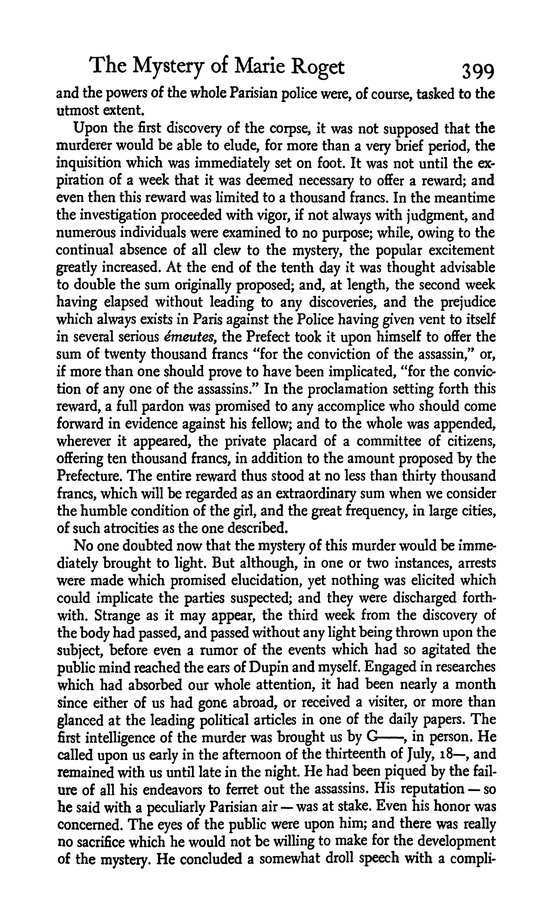 The Mystery of Marie Roget 399
and the powers of the whole Parisian police were, of course, tasked to the
utmost extent.
Upon the first discovery of the corpse, it was not supposed that the
murderer would be able to elude, for more than a very brief period, the
inquisition which was immediately set on foot. It was not until the ex-
piration of a week that it was deemed necessary to offer a reward; and
even then this reward was limited to a thousand francs. In the meantime
the investigation proceeded with vigor, if not always with judgment, and
numerous individuals were examined to no purpose; while, owing to the
continual absence of all clew to the mystery, the popular excitement
greatly increased. At the end of the tenth day it was thought advisable
to double the sum originally proposed; and, at length, the second week
having elapsed without leading to any discoveries, and the prejudice
which always exists in Paris against the Police having given vent to itself
in several serious émeutes, the Prefect took it upon himself to offer the
sum of twenty thousand francs “for the conviction of the assassin,” or,
if more than one should prove to have been implicated, “for the convic-
tion of any one of the assassins.” In the proclamation setting forth this
reward, a full pardon was promised to any accomplice who should come
forward in evidence against his fellow; and to the whole was appended,
wherever it appeared, the private placard of a committee of citizens,
offering ten thousand francs, in addition to the amount proposed by the
Prefecture. The entire reward thus stood at no less than thirty thousand
francs, which will be regarded as an extraordinary sum when we consider
the humble condition of the girl, and the great frequency, in large cities,
of such atrocities as the one described.
No one doubted now that the mystery of this murder would be imme-
diately brought to light. But although, in one or two instances, arrests
were made which promised elucidation, yet nothing was elicited which
could implicate the parties suspected; and they were discharged forth-
with. Strange as it may appear, the third week from the discovery of
the body had passed, and passed without any light being thrown upon the
subject, before even a rumor of the events which had so agitated the
public mind reached the ears of Dupin and myself. Engaged in researches
which had absorbed our whole attention, it had been nearly a month
since either of us had gone abroad, or received a visiter, or more than
glanced at the leading political articles in one of the daily papers. The
first intelligence of the murder was brought us by G——, in person. He
called upon us early in the afternoon of the thirteenth of July, 18—, and
remained with us until late in the night. He had been piqued by the fail-
ure of all his endeavors to ferret out the assassins. His reputation — so
he said with a peculiarly Parisian air — was at stake. Even his honor was
concerned. The eyes of the public were upon him; and there was really
no sacrifice which he would not be willing to make for the development
of the mystery. He concluded a somewhat droll speech with a compli-